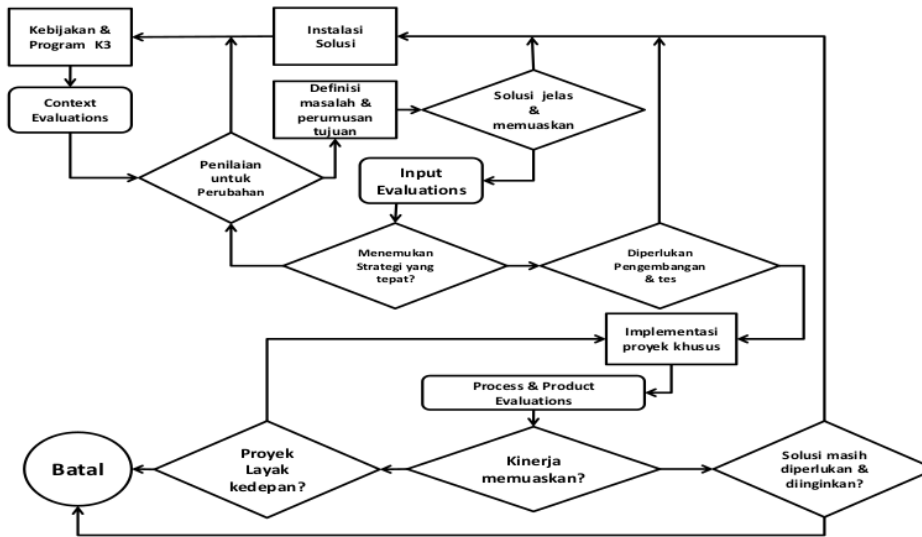 Kebijakan &
Program K3
Instalasi
Solusi
Context
Evaluations
Definisi
masalah &
perumusan
tujuan
Solusi jelas
&
memuaskan
Penilaian
untuk
Perubahan
Input
Evaluations
Menemukan
Strategi yang
tepat?
Diperlukan
Pengembangan
& tes
Implementasi
proyek khusus
Process & Product
Evaluations
Batal
Proyek
Layak
kedepan?
Kinerja
memuaskan?
Solusi masih
diperlukan &
diinginkan?